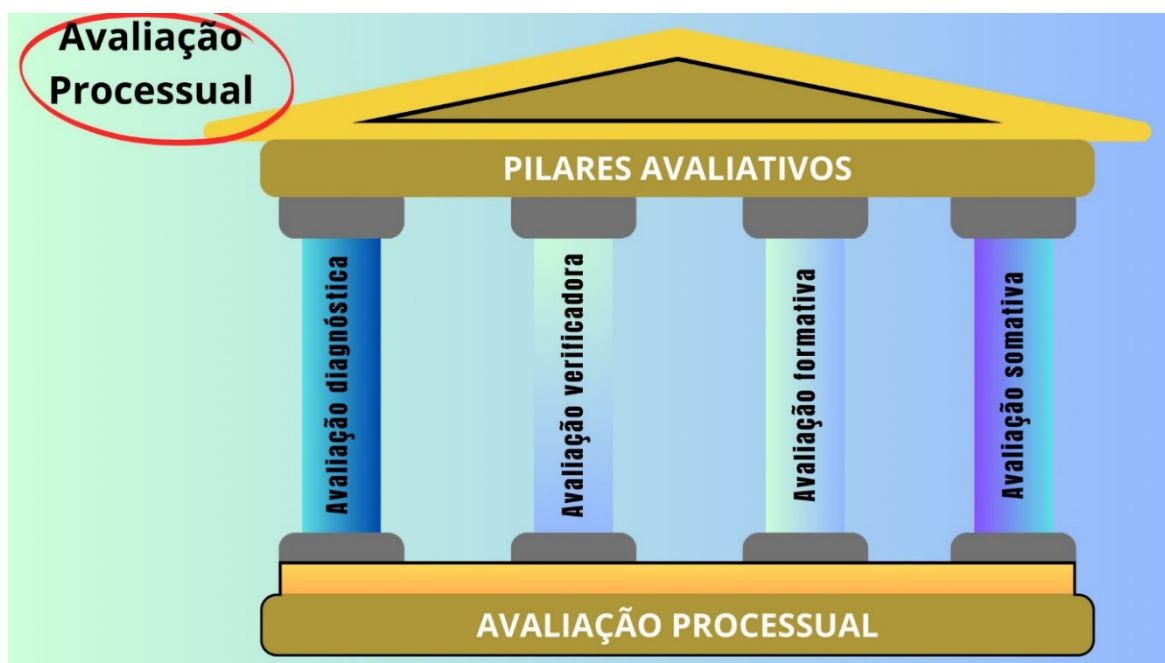 Avaliação
Processual
PILARES AVALIATIVOS
Avaliação diagnóstica
Avaliação verificadora
Avaliação formativa
Avaliação somativa
AVALIAÇÃO PROCESSUAL